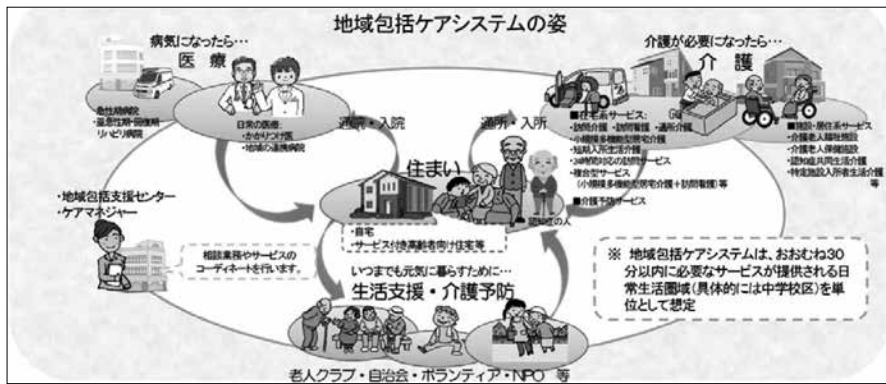 地域包括ケアシステムの姿
病気になったら…
医療
介護が必要になったら…
介護
急性期病院
・亜急性期・回復期
リハビリ病院
日常の医療:
・かかりつけ医
・地域の連携病院
通院・入院
通所・入所
■在宅系サービス:
・訪問介護 ・訪問看護 ・通所介護
・小規模多機能型居宅介護
・短期入所生活介護
・24時間対応の訪問サービス
・複合型サービス
(小規模多機能型居宅介護+訪問看護)等
■介護予防サービス
■施設・居住系サービス
・介護老人福祉施設
・介護老人保健施設
・認知症共同生活介護
・特定施設入所者生活介護
等
住まい
認知症の人
・自宅
・サービス付き高齢者向け住宅等
・地域包括支援センター
・ケアマネジャー
相談業務やサービスの
コーディネートを行います。
いつまでも元気に暮らすために…
生活支援・介護予防
老人クラブ・自治会・ボランティア・NPO 等
※ 地域包括ケアシステムは、おおむね30
分以内に必要なサービスが提供される日
常生活圏域(具体的には中学校区)を単
位として想定